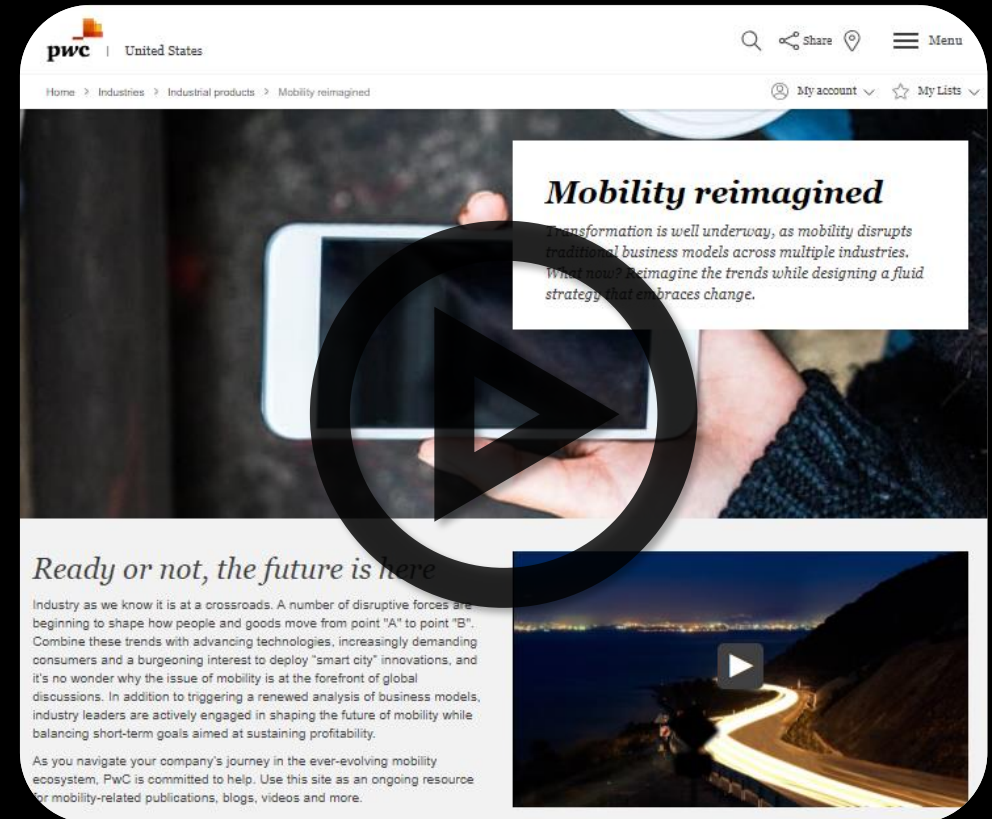 pwc | United States
Share
Menu
Home > Industries > Industrial products > Mobility reimagined
My account
My Lists
Mobility reimagined
Transformation is well underway, as mobility disrupts
traditional business models across multiple industries.
What now? Reimagine the trends while designing a fluid
strategy that embraces change.
Ready or not, the future is here
Industry as we know it is at a crossroads. A number of disruptive forces are
beginning to shape how people and goods move from point "A" to point "B".
Combine these trends with advancing technologies, increasingly demanding
consumers and a burgeoning interest to deploy "smart city" innovations, and
it's no wonder why the issue of mobility is at the forefront of global
discussions. In addition to triggering a renewed analysis of business models,
industry leaders are actively engaged in shaping the future of mobility while
balancing short-term goals aimed at sustaining profitability.
As you navigate your company's journey in the ever-evolving mobility
ecosystem, PwC is committed to help. Use this site as an ongoing resource
for mobility-related publications, blogs, videos and more.